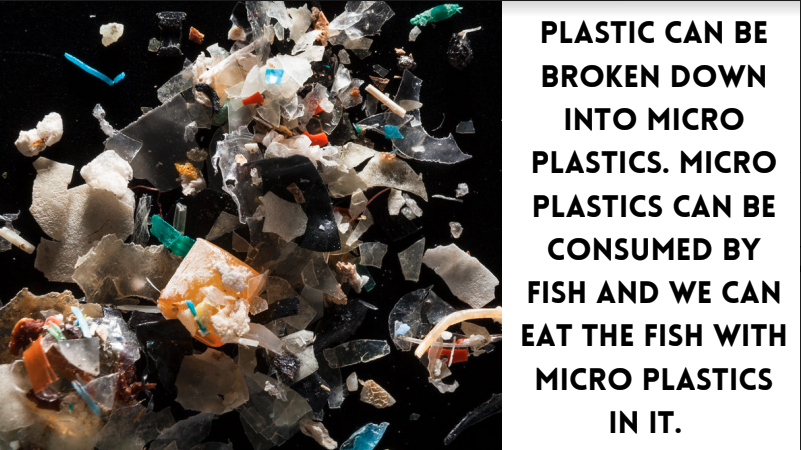 PLASTIC CAN BE
BROKEN DOWN
INTO MICRO
PLASTICS. MICRO
PLASTICS CAN BE
CONSUMED BY
FISH AND WE CAN
EAT THE FISH WITH
MICRO PLASTICS
IN IT.